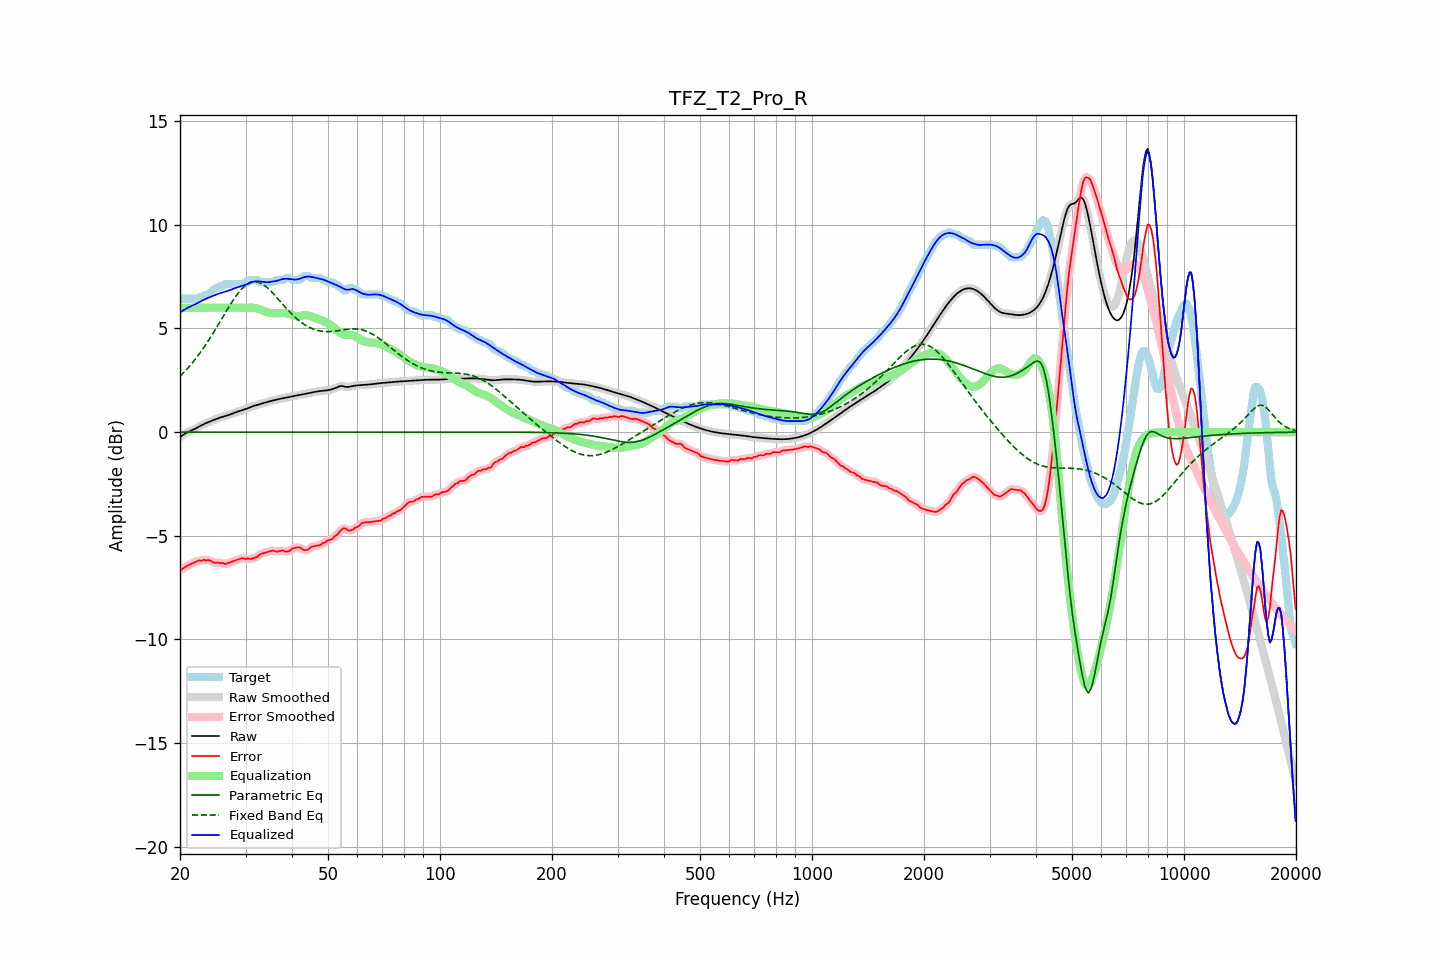 TFZ_T2_Pro_R
15
10
5
0
−5
−10
−15
−20
Amplitude (dBr)
Target
Raw Smoothed
Error Smoothed
Raw
Error
Equalization
Parametric Eq
Fixed Band Eq
Equalized
20 50 100 200 500 1000 2000 5000 10000 20000
Frequency (Hz)